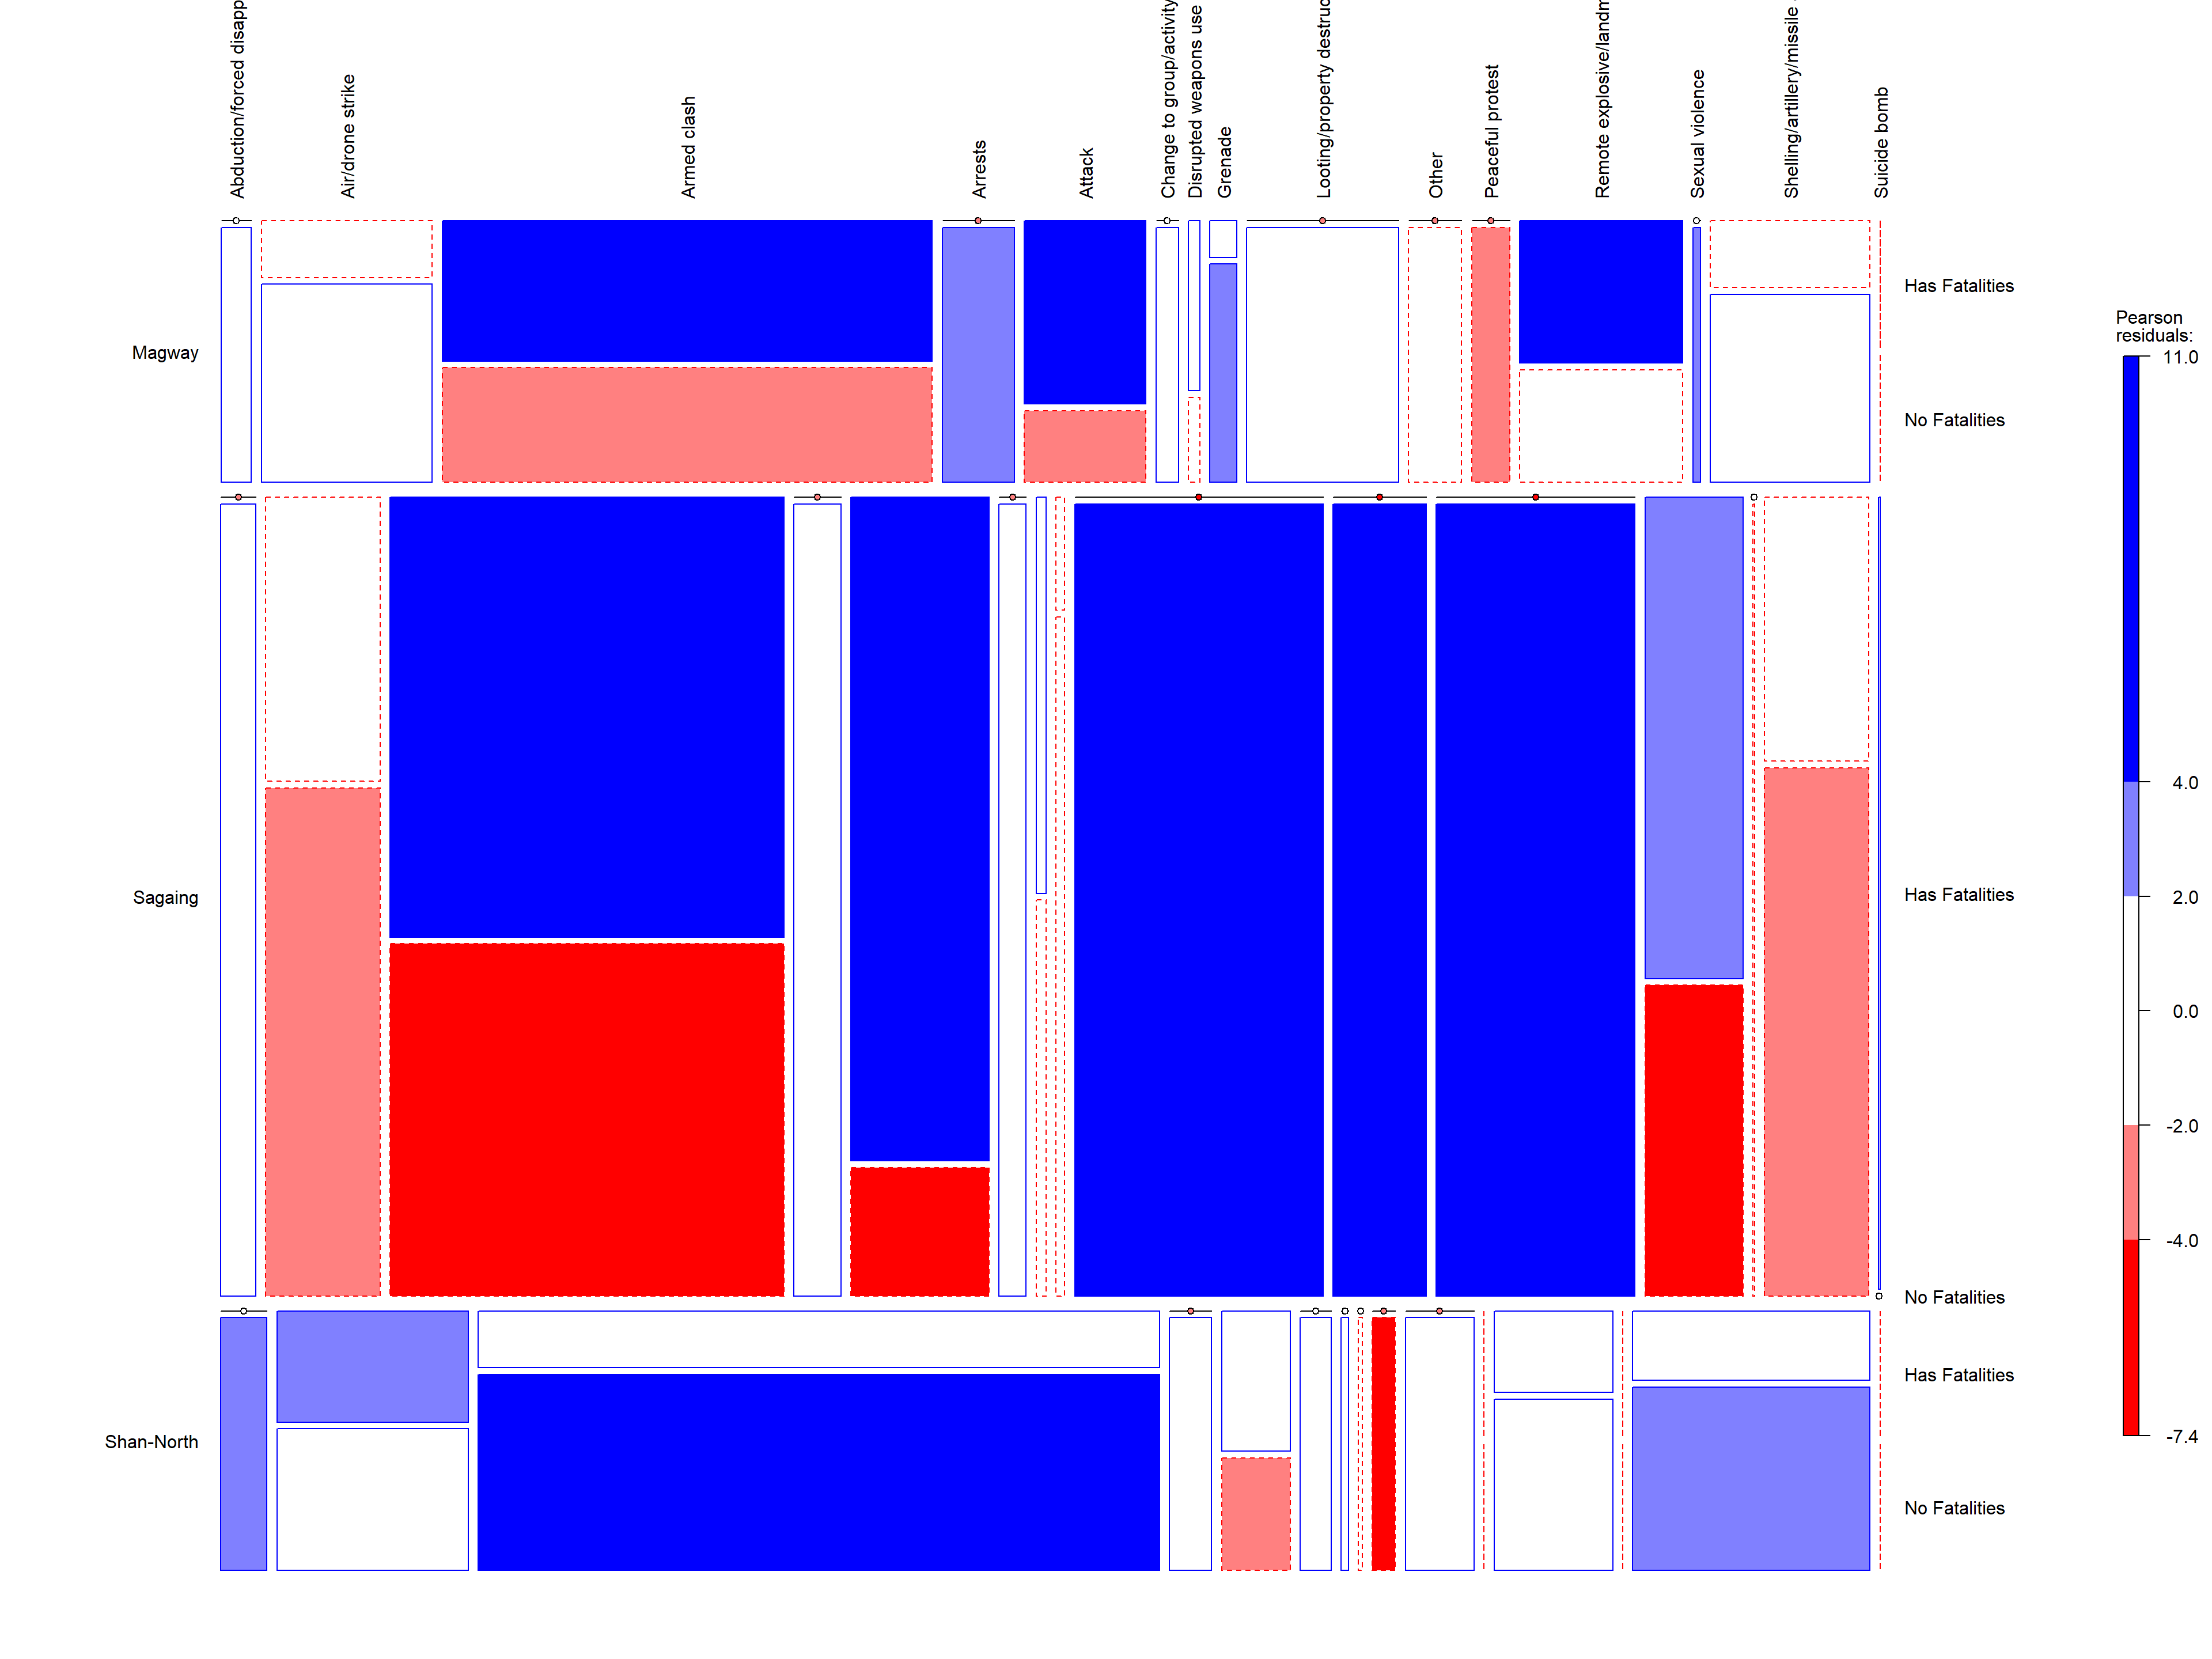 Abduction/forced disapp
Air/drone strike
Armed clash
Arrests
Attack
Change to group/activity
Disrupted weapons use
Grenade
Looting/property destruc
Other
Peaceful protest
Remote explosive/landm
Sexual violence
Shelling/artillery/missile
Suicide bomb
Magway
Has Fatalities
No Fatalities
Pearson
residuals:
11.0
4.0
2.0
0.0
-2.0
-4.0
-7.4
Sagaing
Has Fatalities
No Fatalities
Shan-North
Has Fatalities
No Fatalities